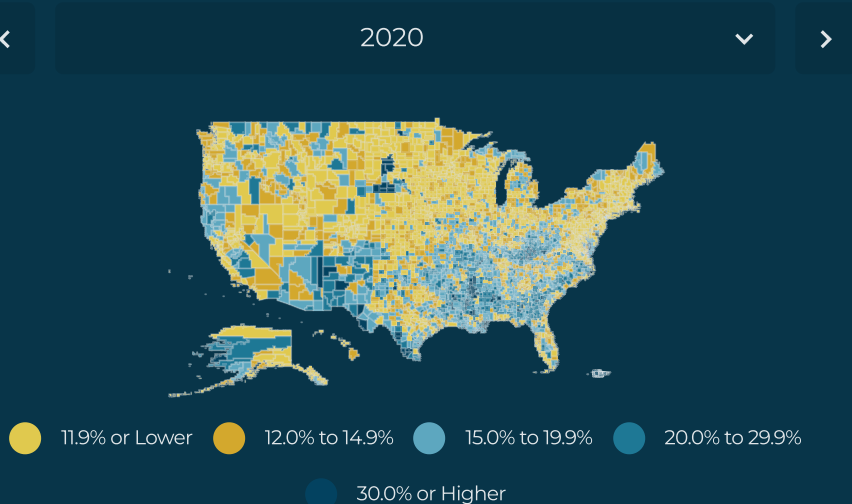 2020
11.9% or Lower
12.0% to 14.9%
15.0% to 19.9%
20.0% to 29.9%
30.0% or Higher